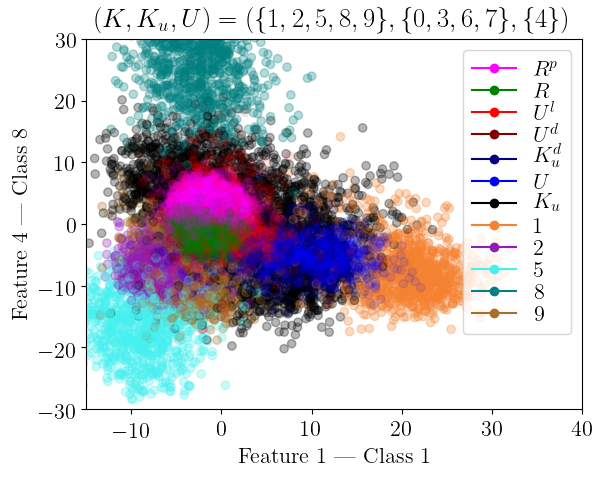 (K, K_u, U) = ({1, 2, 5, 8, 9}, {0, 3, 6, 7}, {4})
30
20
10
0
−10
−20
−30
Feature 4 — Class 8
−10
0
10
20
30
40
Feature 1 — Class 1
R^p
R
U^l
U^d
K_u^d
U
K_u
1
2
5
8
9